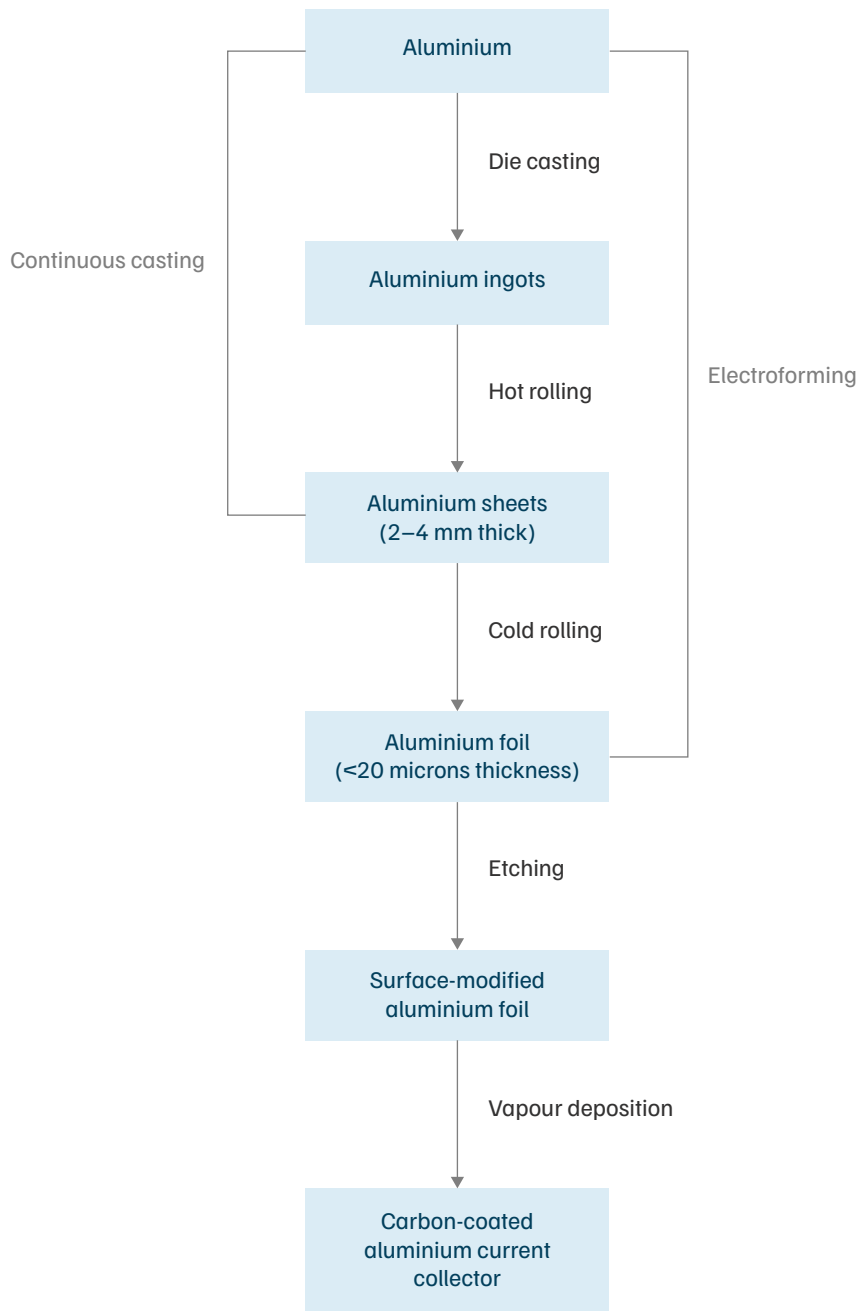 Aluminium
Die casting
Continuous casting
Aluminium ingots
Hot rolling
Electroforming
Aluminium sheets
(2–4 mm thick)
Cold rolling
Aluminium foil
(<20 microns thickness)
Etching
Surface-modified
aluminium foil
Vapour deposition
Carbon-coated
aluminium current
collector